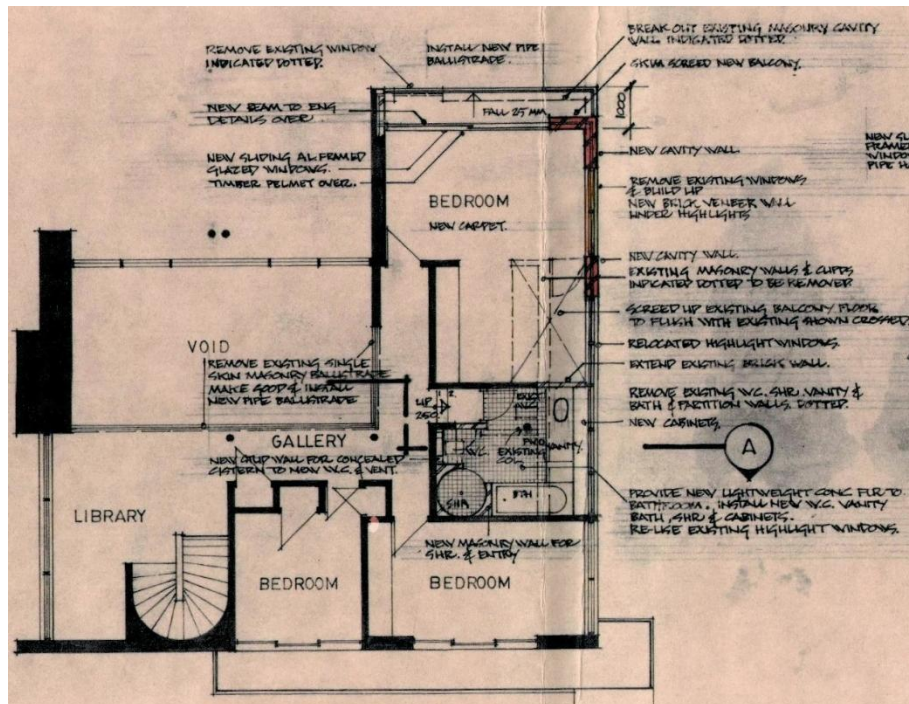 REMOVE EXISTING WINDOW
INDICATED DOTTED.
INSTALL NEW PIPE
BALLISTRADE.
BREAK OUT EXISTING MASONRY CAVITY
WALL INDICATED DOTTED
SKIM SCREED NEW BALCONY.
NEW BEAM TO ENG
DETAILS OVER.
FALL 25 MM
1000
NEW CAVITY WALL
NEW SLIDING AL FRAMED
GLAZED WINDOWS.
TIMBER PELMET OVER.
BEDROOM
NEW CARPET.
REMOVE EXISTING WINDOWS
& BUILD UP
NEW BRICK VENEER WALL
UNDER HIGHLIGHTS
NEW CAVITY WALL.
EXISTING MASONRY WALLS & CUPDS
INDICATED DOTTED TO BE REMOVED
SCREED UP EXISTING BALCONY FLOOR
TO FLUSH WITH EXISTING SHOWN CROSSED.
RELOCATED HIGHLIGHT WINDOWS.
EXTEND EXISTING BRICK WALL.
VOID
REMOVE EXISTING SINGLE
SKIN MASONRY BALLISTRADE
MAKE GOOD & INSTALL
NEW PIPE BALLISTRADE
UP
250
REMOVE EXISTING W.C. SHR. VANITY &
BATH & PARTITION WALLS DOTTED.
NEW CABINETS.
A
GALLERY
NEW STUD WALL FOR CONCEALED
CISTERN TO NEW W.C. & VENT.
W.C.
EXISTING
COL
VANITY.
SHR
BTH
LIBRARY
PROVIDE NEW LIGHTWEIGHT CONC FLR TO
BATHROOM. INSTALL NEW W.C. VANITY
BATH, SHR & CABINETS.
RE-USE EXISTING HIGHLIGHT WINDOWS.
NEW MASONRY WALL FOR
SHR. & ENTRY
BEDROOM
BEDROOM